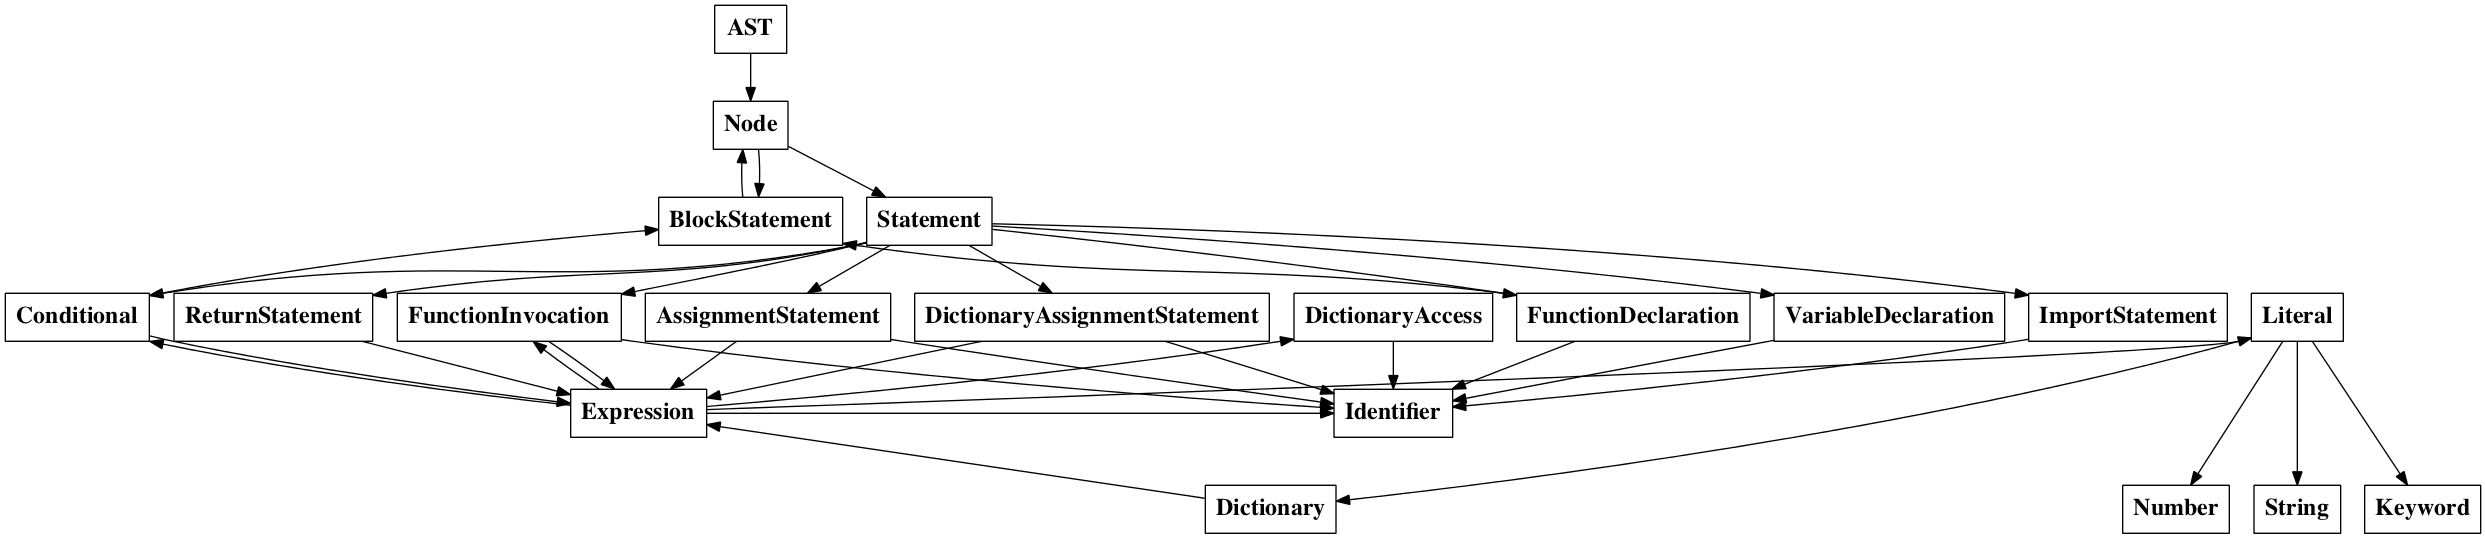 AST
Node
BlockStatement
Statement
Conditional
ReturnStatement
FunctionInvocation
AssignmentStatement
DictionaryAssignmentStatement
DictionaryAccess
FunctionDeclaration
VariableDeclaration
ImportStatement
Literal
Expression
Identifier
Dictionary
Number
String
Keyword